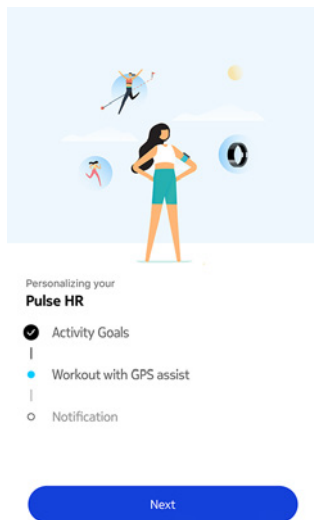 Personalizing your
Pulse HR
Activity Goals
Workout with GPS assist
Notification
Next